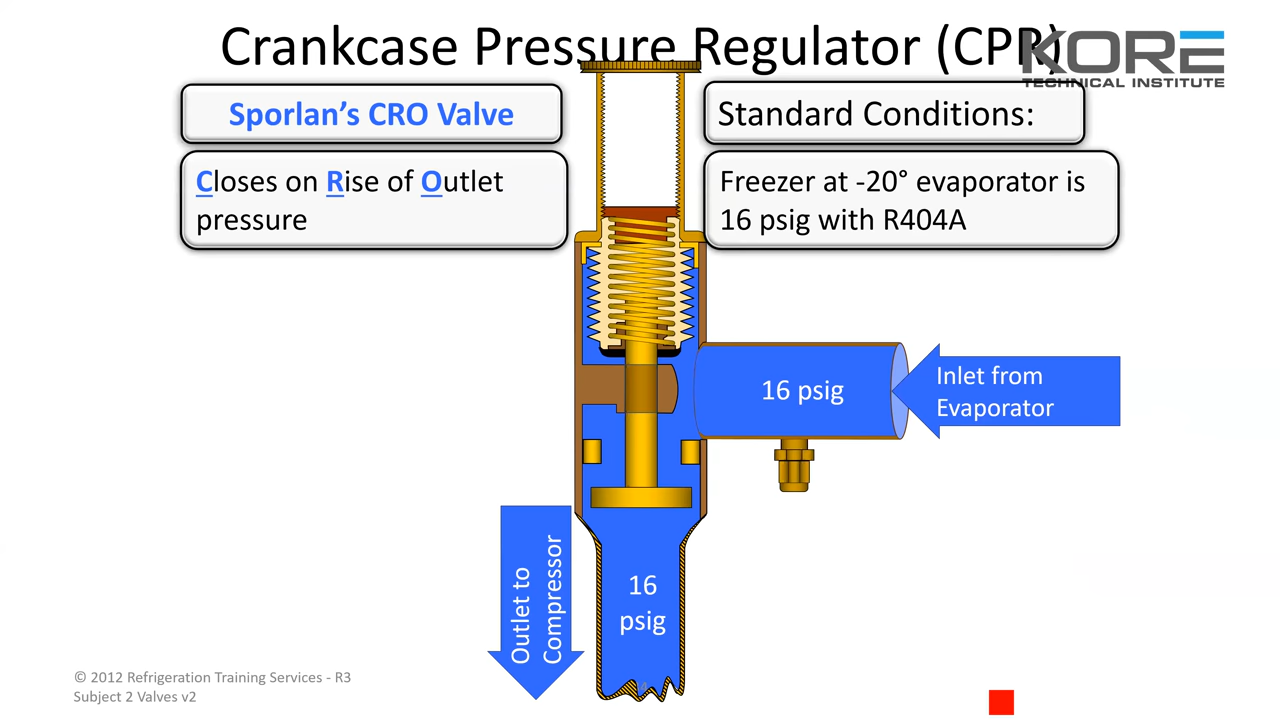 Crankcase Pressure Regulator (CPR)
KORE
TECHNICAL INSTITUTE
Sporlan's CRO Valve
Standard Conditions:
Closes on Rise of Outlet
pressure
Freezer at -20° evaporator is
16 psig with R404A
16 psig
Inlet from
Evaporator
Outlet to
Compressor
16
psig
© 2012 Refrigeration Training Services - R3
Subject 2 Valves v2